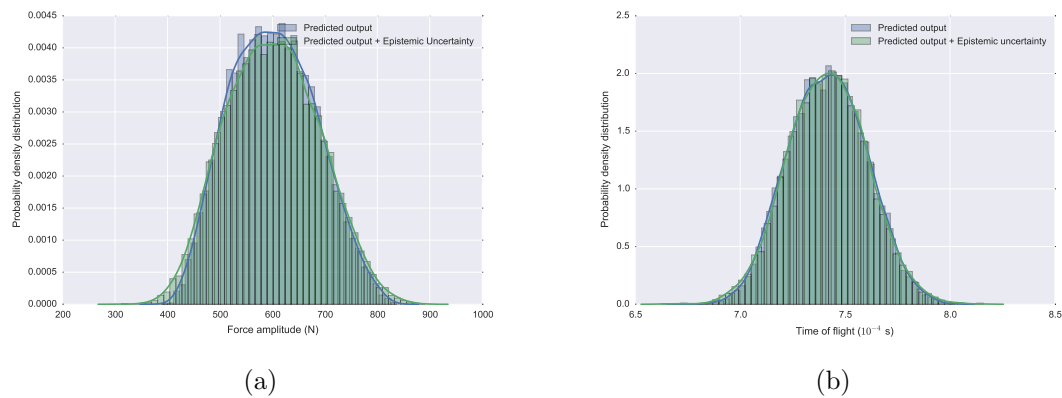 0.0045
0.0040
0.0035
0.0030
0.0025
0.0020
0.0015
0.0010
0.0005
0.0000
Probability density distribution
200 300 400 500 600 700 800 900 1000
Force amplitude (N)
Predicted output
Predicted output + Epistemic Uncertainty
(a)
2.5
2.0
1.5
1.0
0.5
0.0
Probability density distribution
6.5 7.0 7.5 8.0 8.5
Time of flight (10⁻⁴ s)
Predicted output
Predicted output + Epistemic uncertainty
(b)